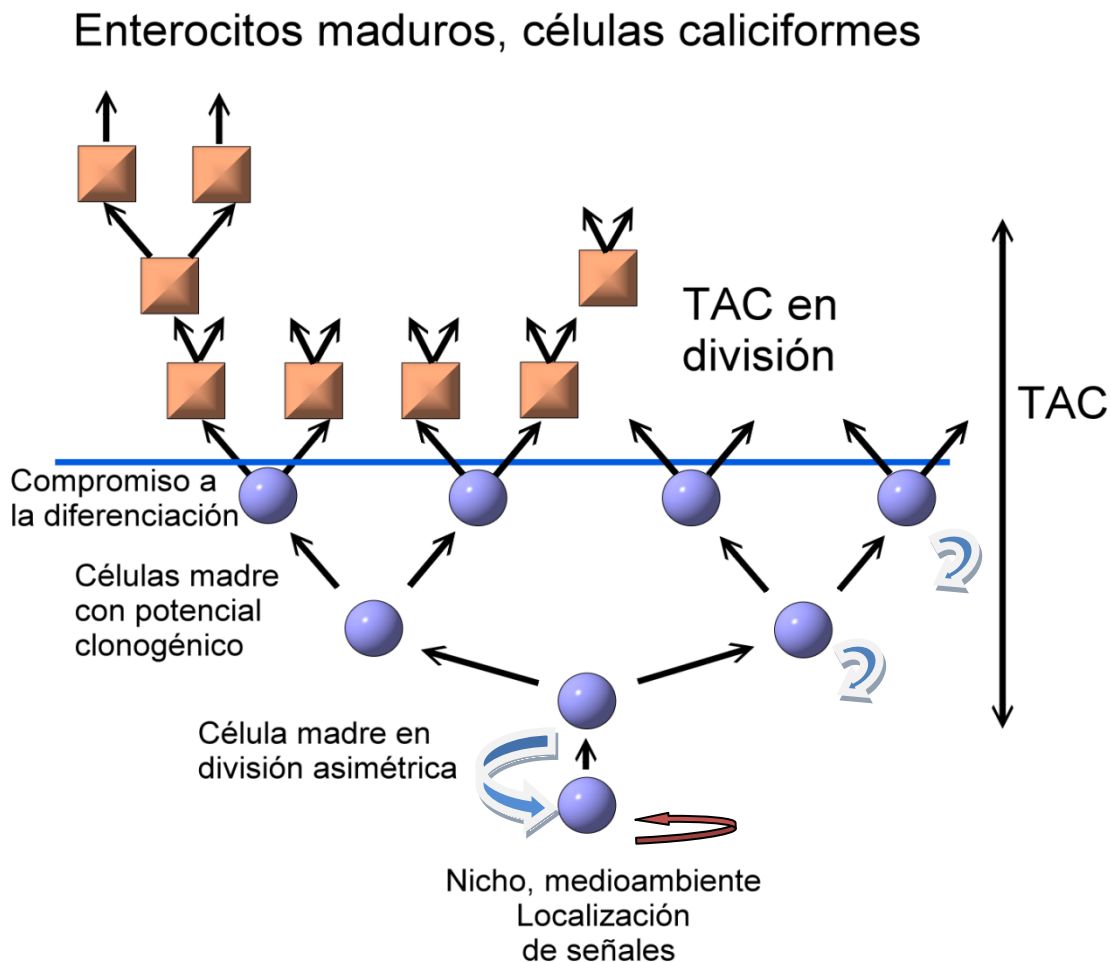 Enterocitos maduros, células caliciformes
TAC en
división
TAC
Compromiso a
la diferenciación
Células madre
con potencial
clonogénico
Célula madre en
división asimétrica
Nicho, medioambiente
Localización
de señales